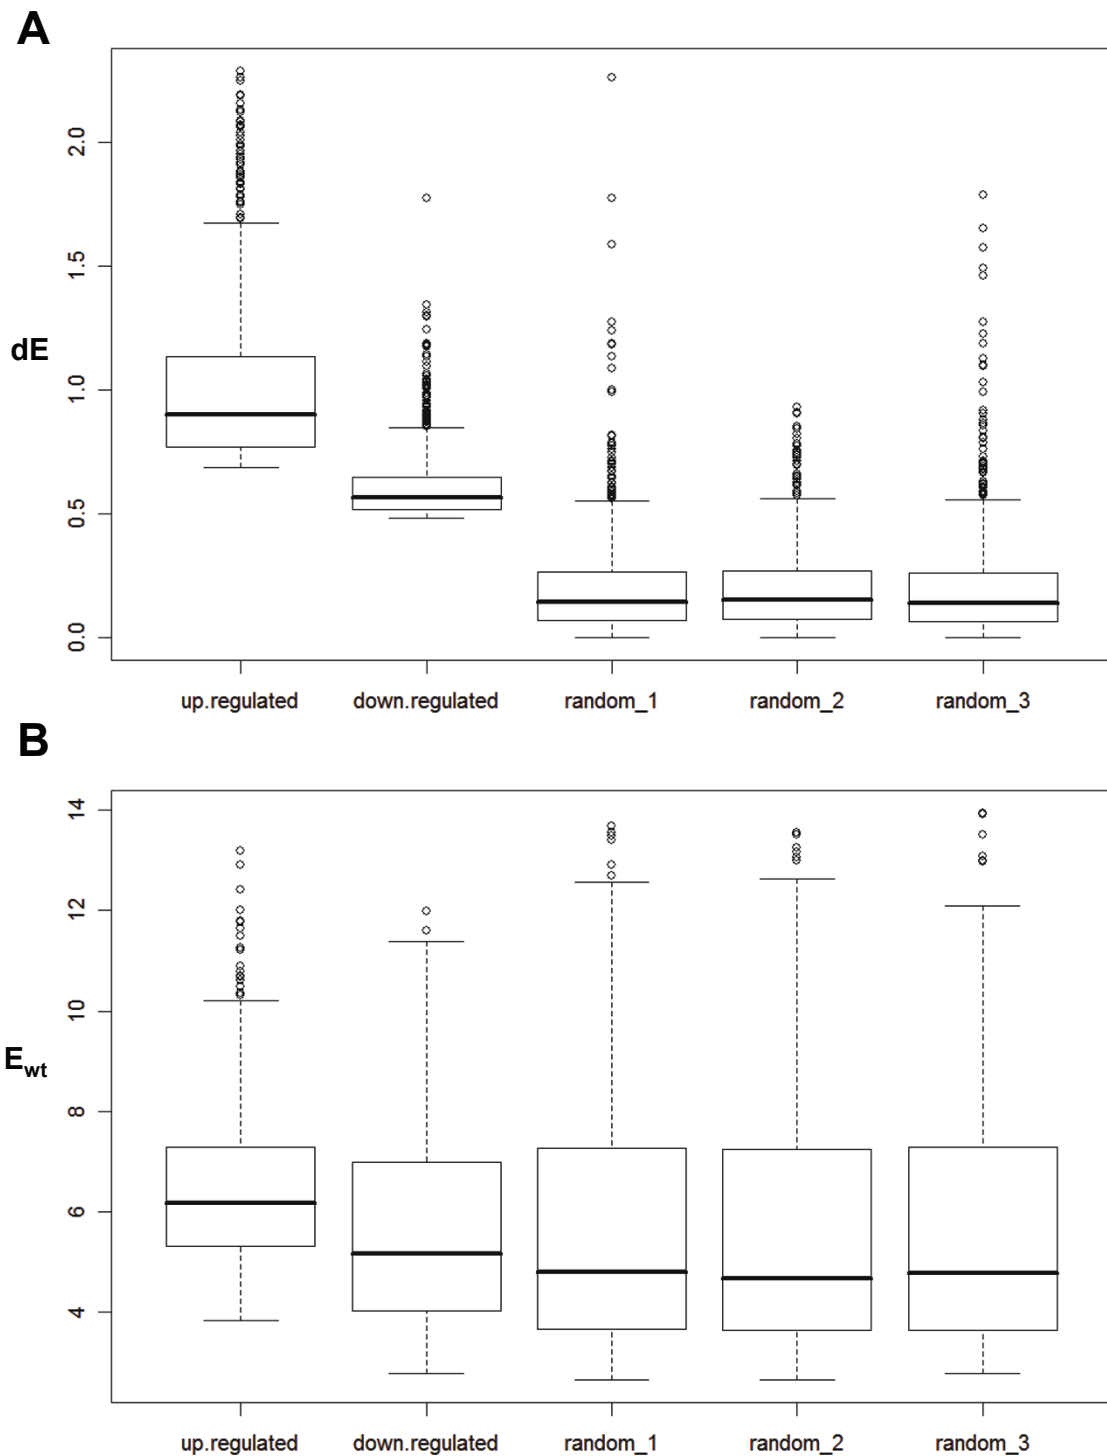 A
2.0
1.5
dE
1.0
0.5
0.0
up.regulated down.regulated random_1 random_2 random_3
B
14
12
10
Ewt
8
6
4
up.regulated down.regulated random_1 random_2 random_3